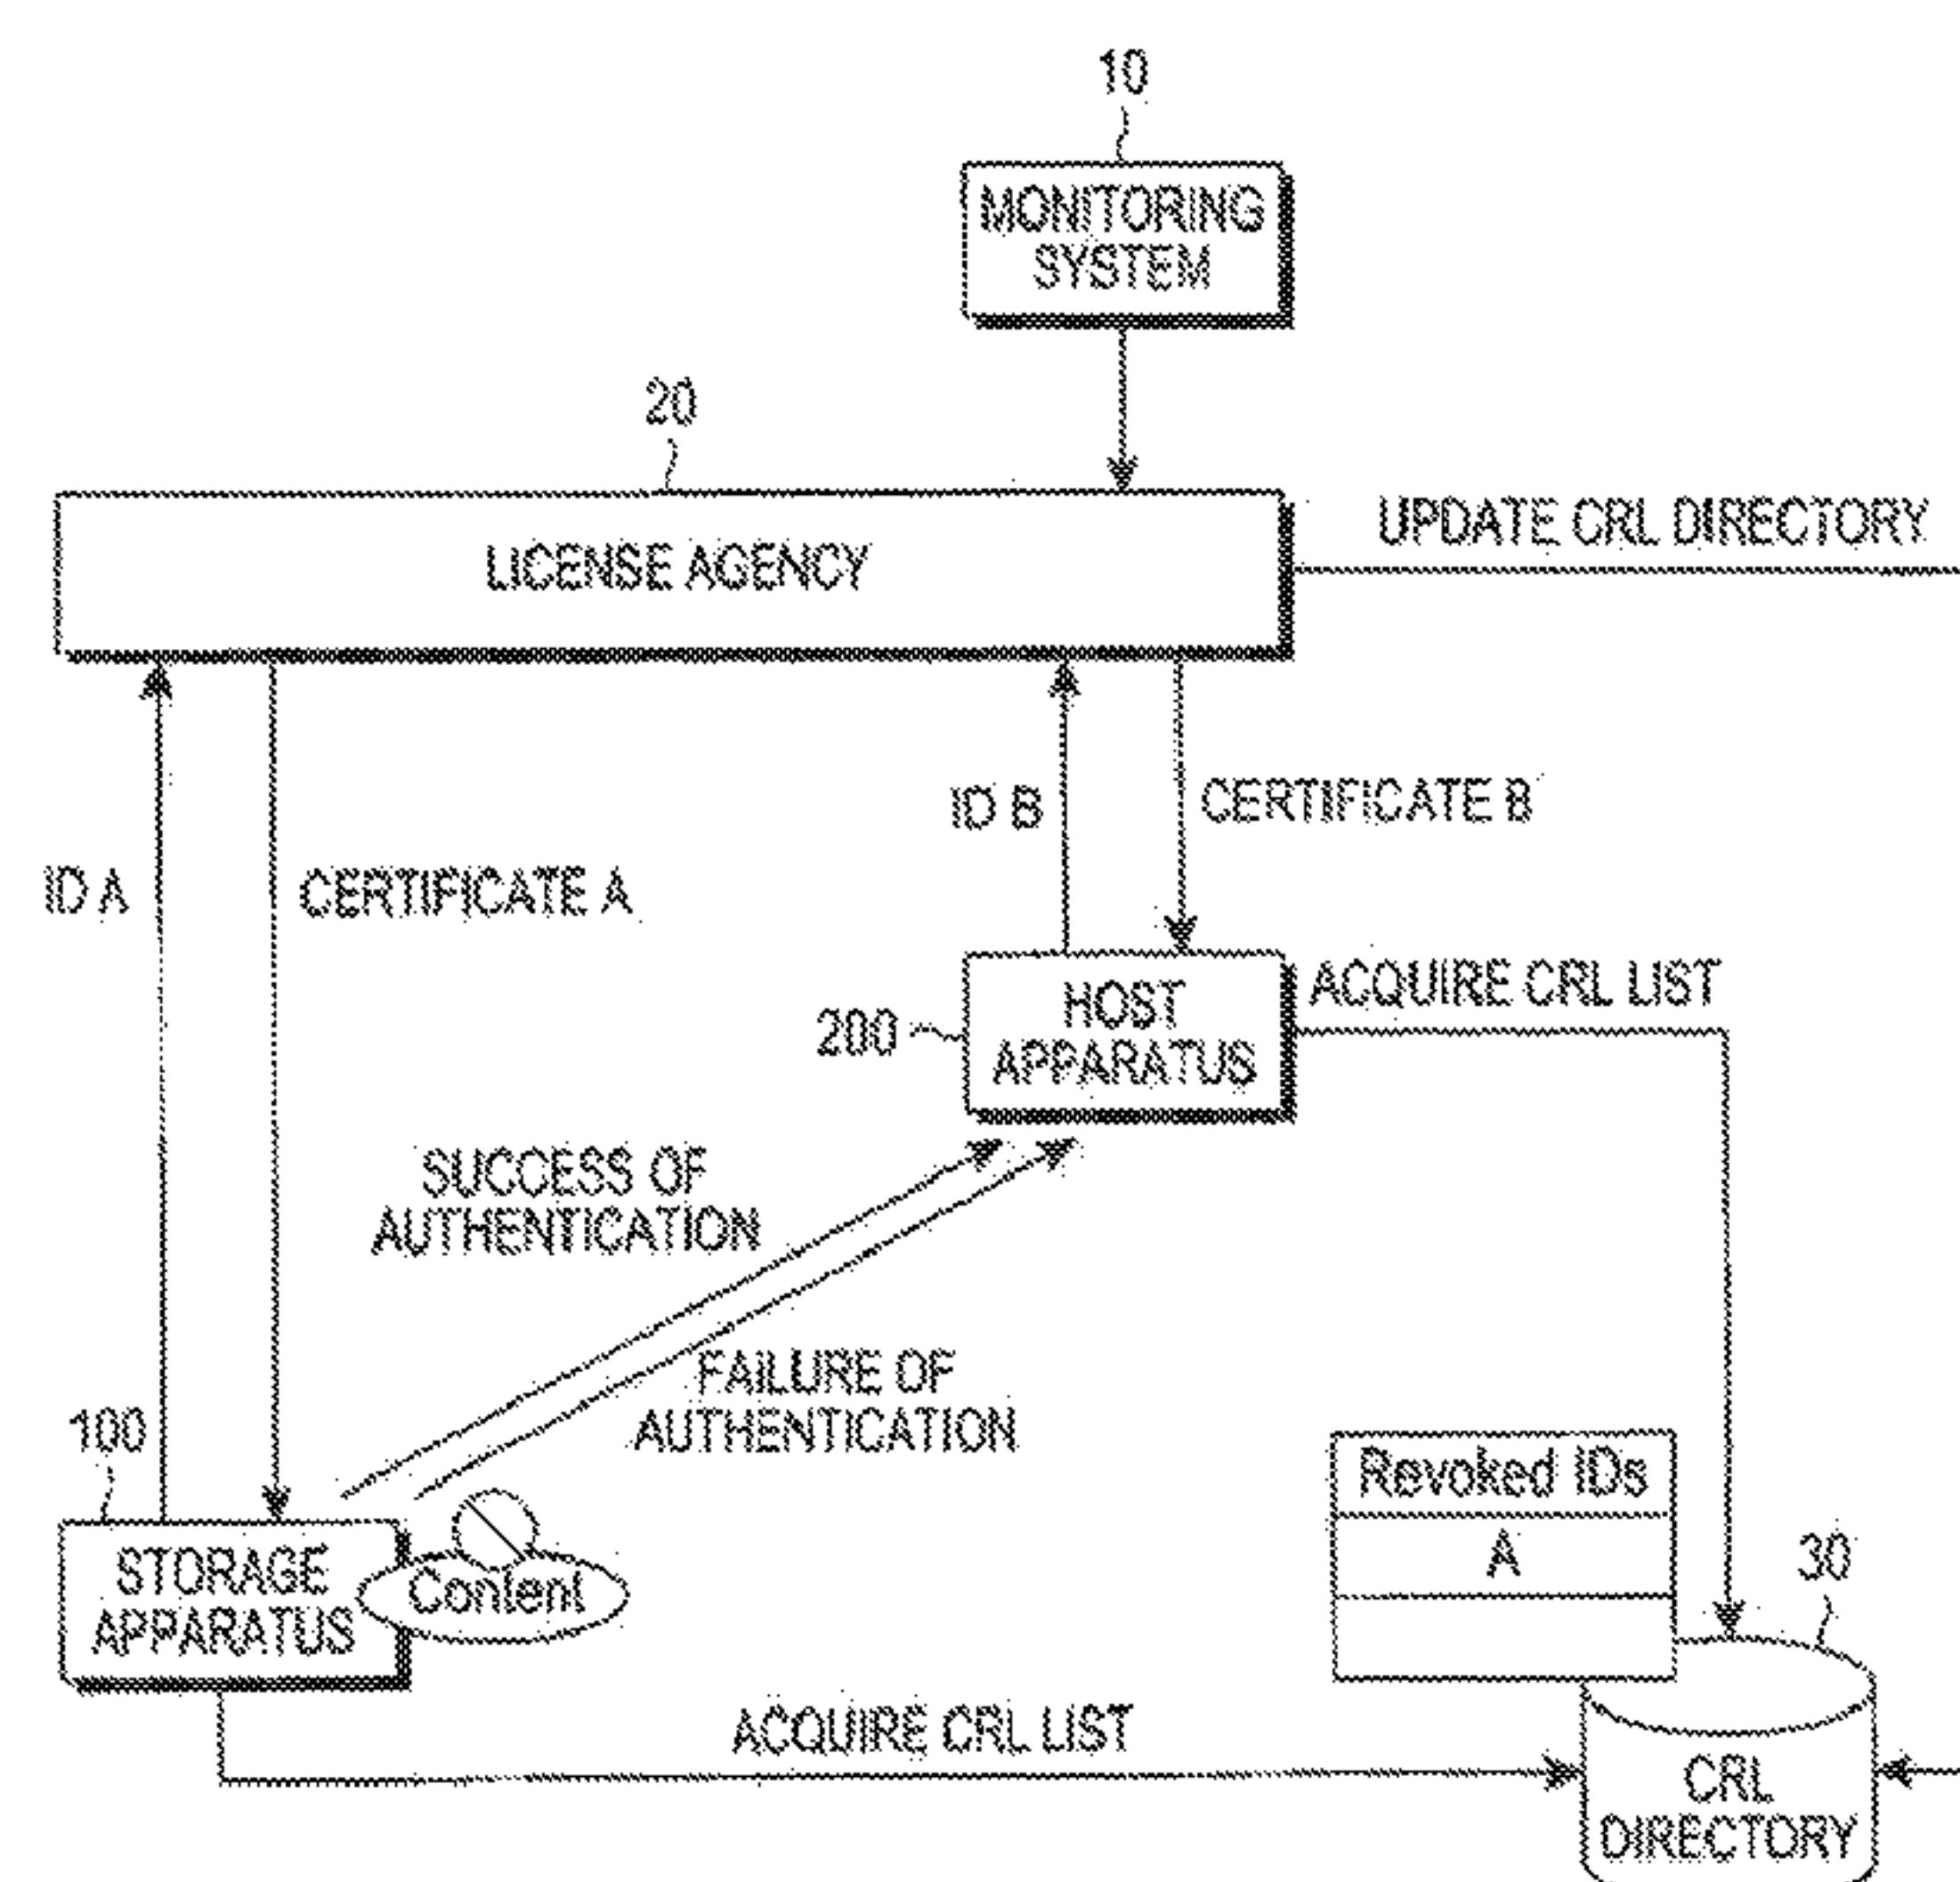 10
MONITORING
SYSTEM
20
LICENSE AGENCY
UPDATE CRL DIRECTORY
ID A
CERTIFICATE A
ID B
CERTIFICATE B
200
HOST
APPARATUS
ACQUIRE CRL LIST
SUCCESS OF
AUTHENTICATION
FAILURE OF
AUTHENTICATION
100
STORAGE
APPARATUS
Content
Revoked IDs
A
30
ACQUIRE CRL LIST
CRL
DIRECTORY